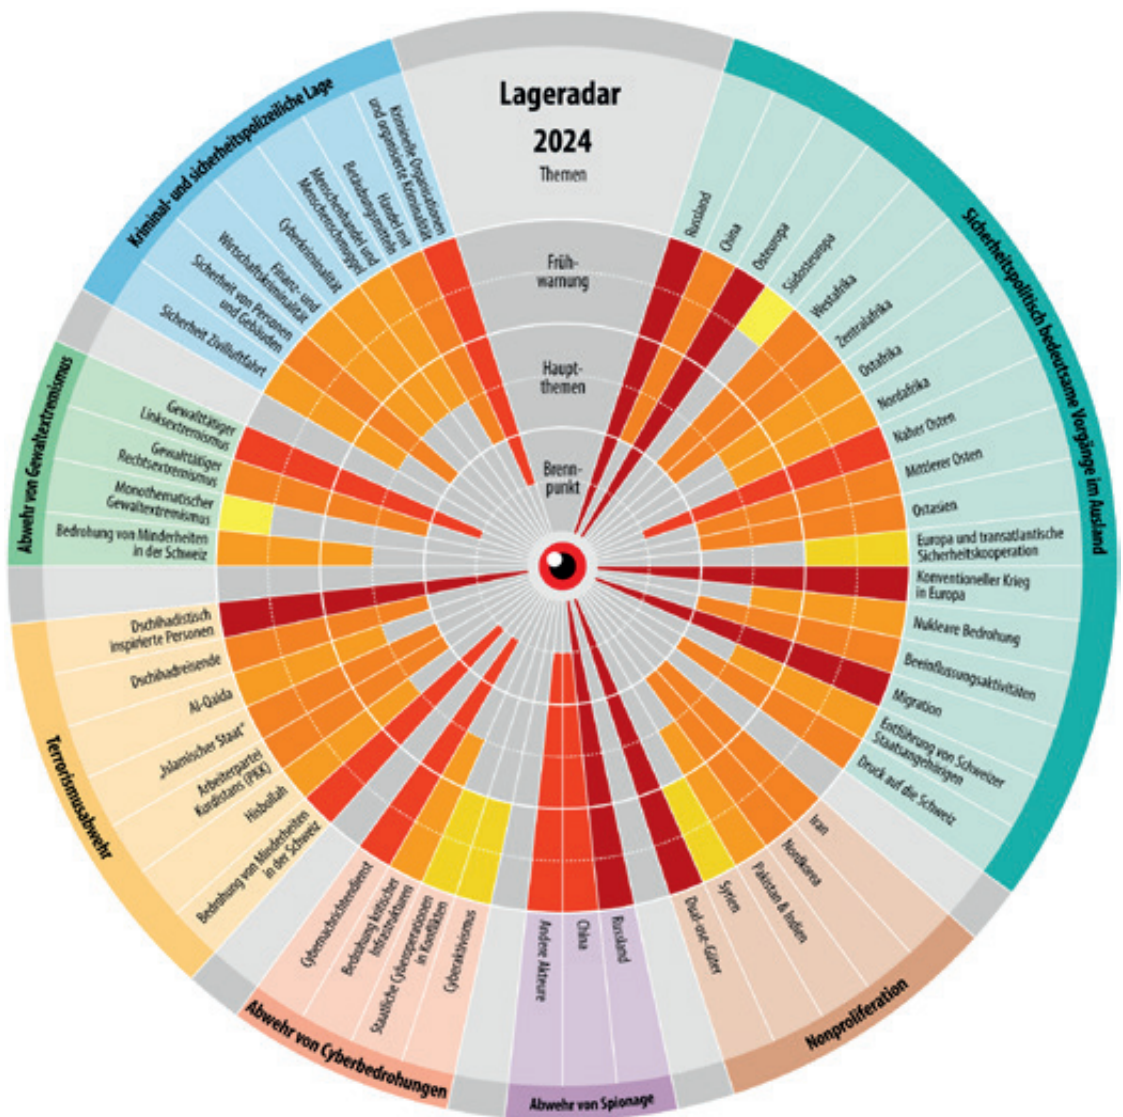 Lageradar
2024
Themen
Früh-
warnung
Haupt-
themen
Brenn-
punkt
Sicherheitspolitisch bedeutsame Vorgänge im Ausland
Russland
China
Osteuropa
Südosteuropa
Westafrika
Zentralafrika
Ostafrika
Nordafrika
Naher Osten
Mittlerer Osten
Ostasien
Europa und transatlantische
Sicherheitskooperation
Konventioneller Krieg
in Europa
Nukleare Bedrohung
Beeinflussungsaktivitäten
Migration
Entführung von Schweizer
Staatsangehörigen
Druck auf die Schweiz
Nonproliferation
Iran
Nordkorea
Pakistan & Indien
Syrien
Dual-use-Güter
Abwehr von Spionage
Russland
China
Andere Akteure
Abwehr von Cyberbedrohungen
Cyberaktivismus
Staatliche Cyberoperationen
in Konflikten
Bedrohung kritischer
Infrastrukturen
Cybernachrichtendienst
Terrorismusabwehr
Bedrohung von Minderheiten
in der Schweiz
Hisbollah
Arbeiterpartei
Kurdistans (PKK)
„Islamischer Staat“
Al-Qaida
Dschihadreisende
Dschihadistisch
inspirierte Personen
Abwehr von Gewaltextremismus
Bedrohung von Minderheiten
in der Schweiz
Monothematischer
Gewaltextremismus
Gewalttätiger
Rechtsextremismus
Gewalttätiger
Linksextremismus
Kriminal- und sicherheitspolizeiliche Lage
Sicherheit Zivilluftfahrt
Sicherheit von Personen
und Gebäuden
Finanz- und
Wirtschaftskriminalität
Cyberkriminalität
Menschenhandel und
Menschenschmuggel
Handel mit
Betäubungsmitteln
Kriminelle Organisationen
und organisierte Kriminalität